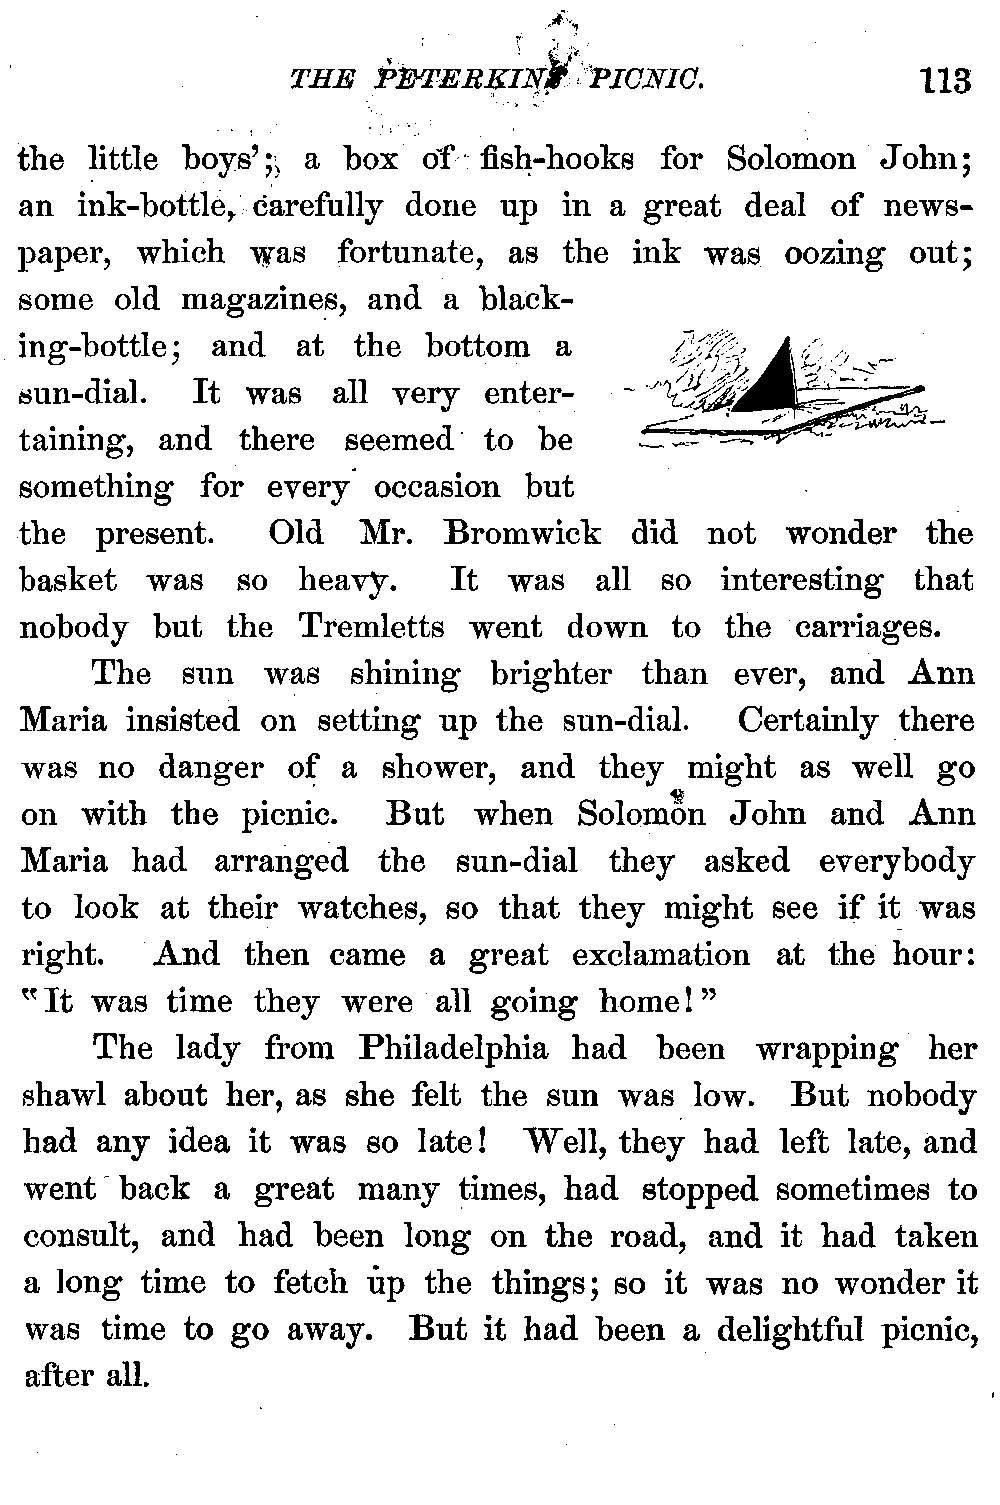 THE PETERKINS PICNIC. 113
the little boys'; a box of fish-hooks for Solomon John;
an ink-bottle, carefully done up in a great deal of news-
paper, which was fortunate, as the ink was oozing out;
some old magazines, and a black-
ing-bottle; and at the bottom a
sun-dial. It was all very enter-
taining, and there seemed to be
something for every occasion but
the present. Old Mr. Bromwick did not wonder the
basket was so heavy. It was all so interesting that
nobody but the Tremletts went down to the carriages.
The sun was shining brighter than ever, and Ann
Maria insisted on setting up the sun-dial. Certainly there
was no danger of a shower, and they might as well go
on with the picnic. But when Solomon John and Ann
Maria had arranged the sun-dial they asked everybody
to look at their watches, so that they might see if it was
right. And then came a great exclamation at the hour:
"It was time they were all going home!"
The lady from Philadelphia had been wrapping her
shawl about her, as she felt the sun was low. But nobody
had any idea it was so late! Well, they had left late, and
went back a great many times, had stopped sometimes to
consult, and had been long on the road, and it had taken
a long time to fetch up the things; so it was no wonder it
was time to go away. But it had been a delightful picnic,
after all.